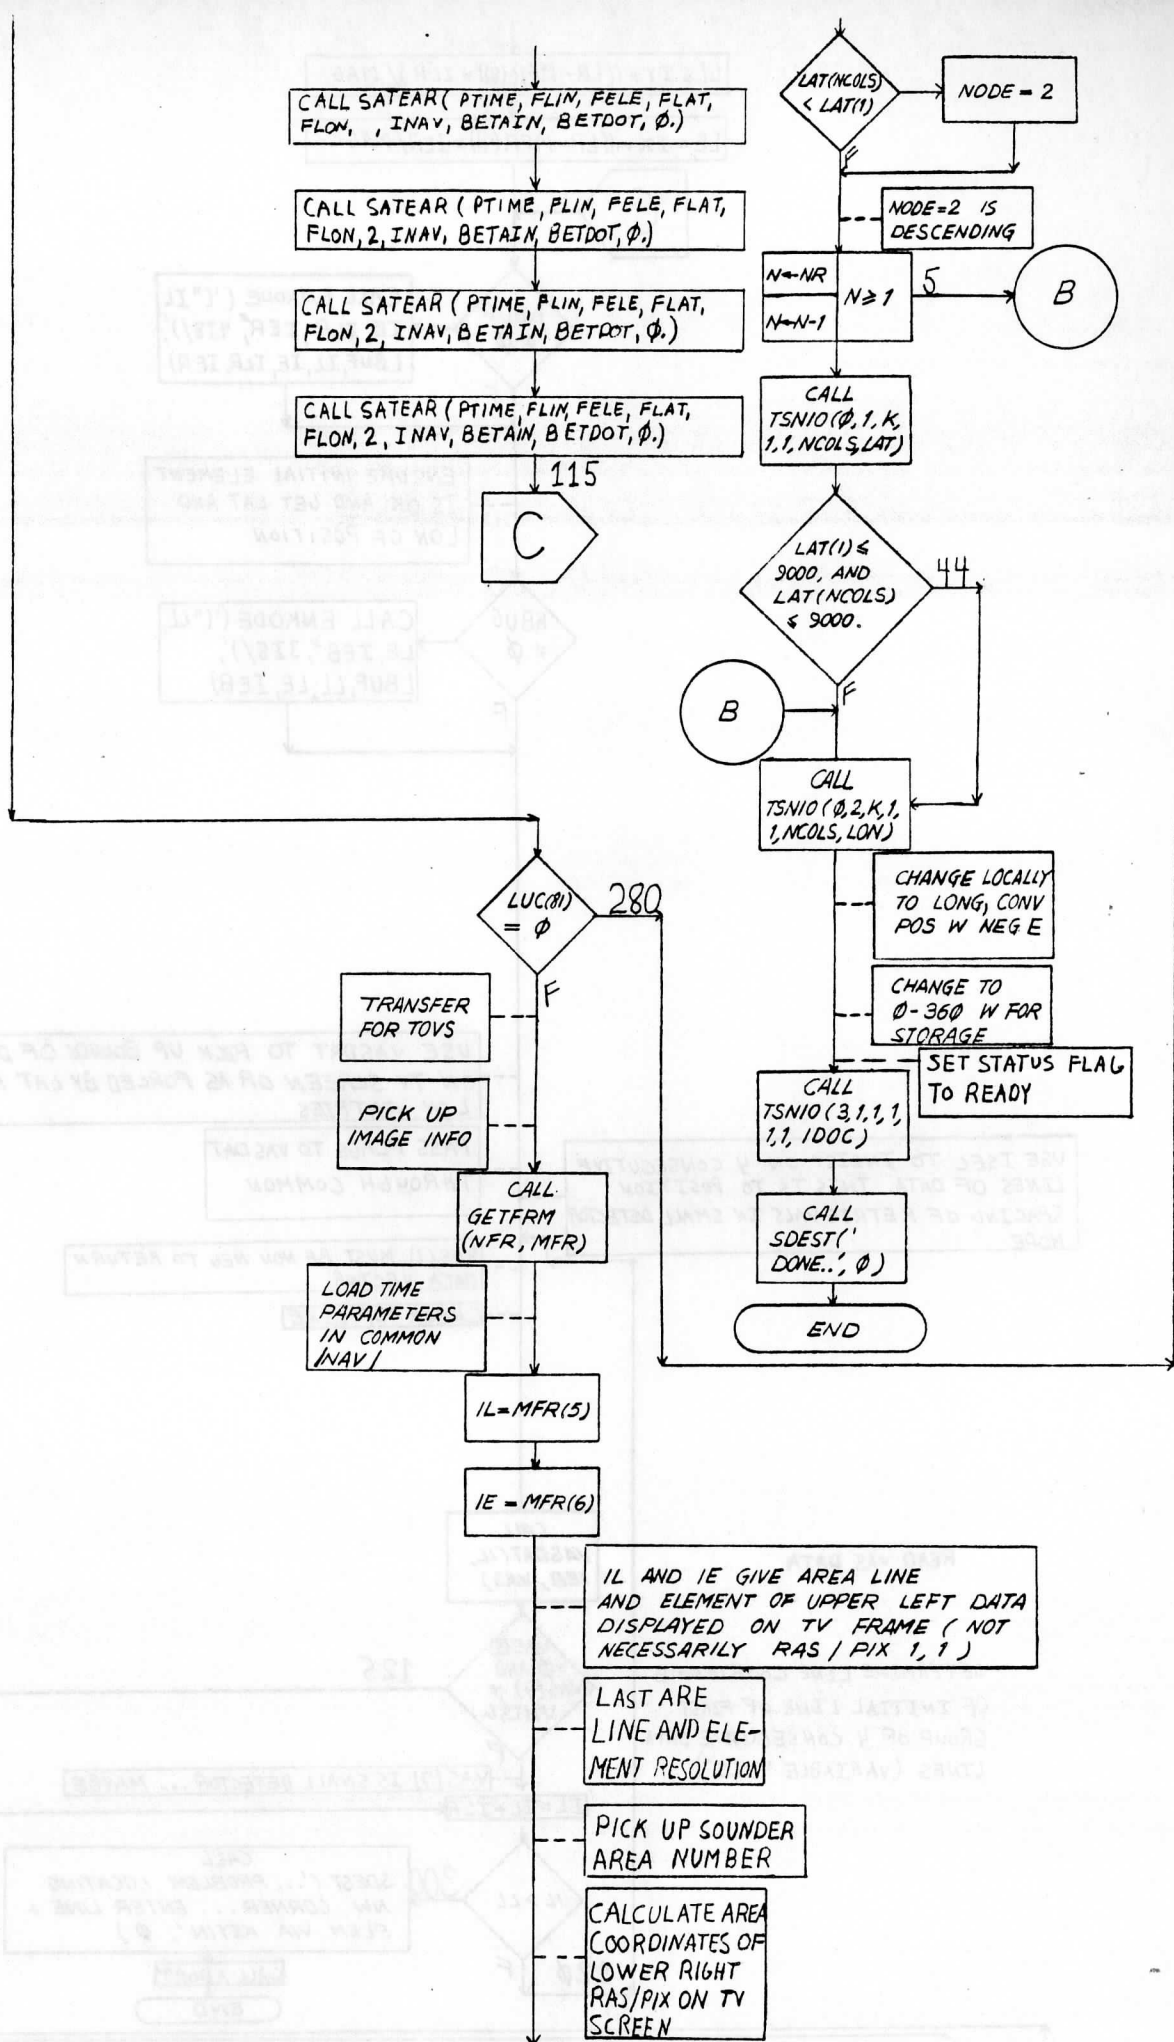 CALL SATEAR( PTIME, FLIN, FELE, FLAT,
FLON, , INAV, BETAIN, BETDOT, Ø.)
CALL SATEAR ( PTIME, FLIN, FELE, FLAT,
FLON, 2, INAV, BETAIN, BETDOT, Ø.)
CALL SATEAR ( PTIME, FLIN, FELE, FLAT,
FLON, 2, INAV, BETAIN, BETDOT, Ø.)
CALL SATEAR (PTIME, FLIN, FELE, FLAT,
FLON, 2, INAV, BETAIN, BETDOT, Ø.)
115
C
LUC(81)
= Ø
280
F
TRANSFER
FOR TOVS
PICK UP
IMAGE INFO
CALL
GETFRM
(NFR, MFR)
LOAD TIME
PARAMETERS
IN COMMON
/NAV/
IL=MFR(5)
IE = MFR(6)
IL AND IE GIVE AREA LINE
AND ELEMENT OF UPPER LEFT DATA
DISPLAYED ON TV FRAME ( NOT
NECESSARILY RAS / PIX 1, 1 )
LAST ARE
LINE AND ELE-
MENT RESOLUTION
PICK UP SOUNDER
AREA NUMBER
CALCULATE AREA
COORDINATES OF
LOWER RIGHT
RAS/PIX ON TV
SCREEN
LAT(NCOLS)
< LAT(1)
NODE = 2
F
NODE=2 IS
DESCENDING
N←NR
N←N-1
N≥1
5
B
CALL
TSNIO(Ø,1,K,
1,1,NCOLS,LAT)
LAT(1) ≤
9000, AND
LAT(NCOLS)
≤ 9000.
44
F
B
CALL
TSNIO(Ø,2,K,1,
1,NCOLS,LON)
CHANGE LOCALLY
TO LONG, CONV
POS W NEG E
CHANGE TO
Ø-36Ø W FOR
STORAGE
SET STATUS FLAG
TO READY
CALL
TSNIO(3,1,1,1,
1,1, IDOC)
CALL
SDEST('
DONE..', Ø)
END